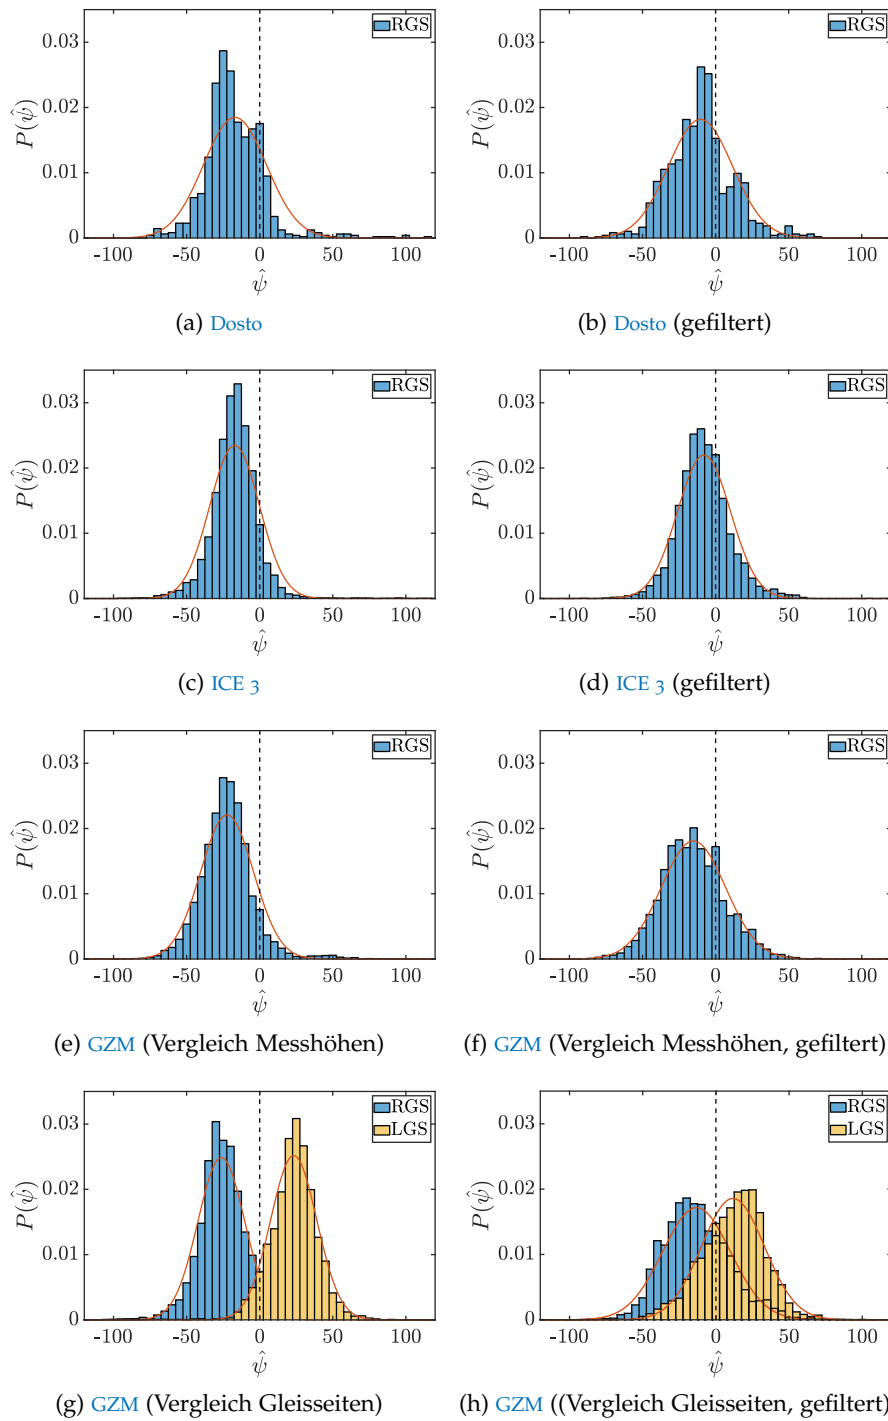 0.03
0.02
0.01
0
P(ψ̂)
RGS
-100 -50 0 50 100
ψ̂
(a) Dosto
0.03
0.02
0.01
0
P(ψ̂)
RGS
-100 -50 0 50 100
ψ̂
(b) Dosto (gefiltert)
0.03
0.02
0.01
0
P(ψ̂)
RGS
-100 -50 0 50 100
ψ̂
(c) ICE 3
0.03
0.02
0.01
0
P(ψ̂)
RGS
-100 -50 0 50 100
ψ̂
(d) ICE 3 (gefiltert)
0.03
0.02
0.01
0
P(ψ̂)
RGS
-100 -50 0 50 100
ψ̂
(e) GZM (Vergleich Messhöhen)
0.03
0.02
0.01
0
P(ψ̂)
RGS
-100 -50 0 50 100
ψ̂
(f) GZM (Vergleich Messhöhen, gefiltert)
0.03
0.02
0.01
0
P(ψ̂)
RGS
LGS
-100 -50 0 50 100
ψ̂
(g) GZM (Vergleich Gleisseiten)
0.03
0.02
0.01
0
P(ψ̂)
RGS
LGS
-100 -50 0 50 100
ψ̂
(h) GZM ((Vergleich Gleisseiten, gefiltert)